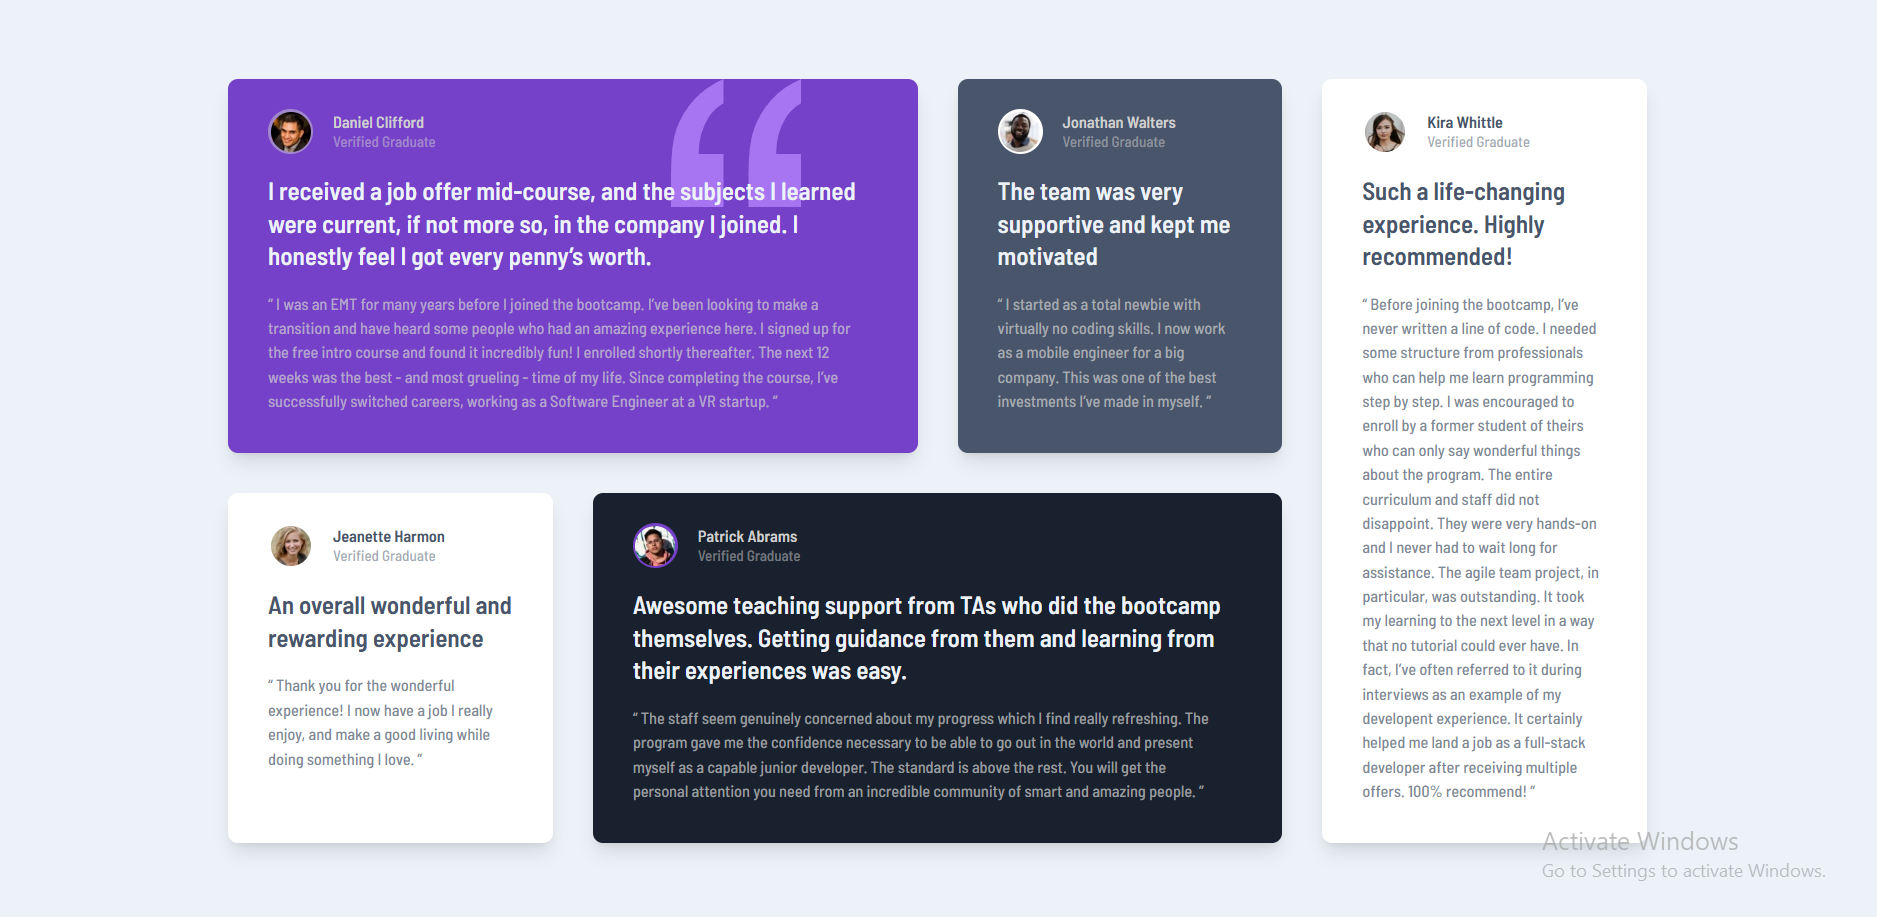 Daniel Clifford
Verified Graduate
I received a job offer mid-course, and the subjects I learned
were current, if not more so, in the company I joined. I
honestly feel I got every penny’s worth.
“ I was an EMT for many years before I joined the bootcamp. I’ve been looking to make a
transition and have heard some people who had an amazing experience here. I signed up for
the free intro course and found it incredibly fun! I enrolled shortly thereafter. The next 12
weeks was the best - and most grueling - time of my life. Since completing the course, I’ve
successfully switched careers, working as a Software Engineer at a VR startup. “
Jonathan Walters
Verified Graduate
The team was very
supportive and kept me
motivated
“ I started as a total newbie with
virtually no coding skills. I now work
as a mobile engineer for a big
company. This was one of the best
investments I’ve made in myself. “
Kira Whittle
Verified Graduate
Such a life-changing
experience. Highly
recommended!
“ Before joining the bootcamp, I’ve
never written a line of code. I needed
some structure from professionals
who can help me learn programming
step by step. I was encouraged to
enroll by a former student of theirs
who can only say wonderful things
about the program. The entire
curriculum and staff did not
disappoint. They were very hands-on
and I never had to wait long for
assistance. The agile team project, in
particular, was outstanding. It took
my learning to the next level in a way
that no tutorial could ever have. In
fact, I’ve often referred to it during
interviews as an example of my
developent experience. It certainly
helped me land a job as a full-stack
developer after receiving multiple
offers. 100% recommend! “
Jeanette Harmon
Verified Graduate
An overall wonderful and
rewarding experience
“ Thank you for the wonderful
experience! I now have a job I really
enjoy, and make a good living while
doing something I love. “
Patrick Abrams
Verified Graduate
Awesome teaching support from TAs who did the bootcamp
themselves. Getting guidance from them and learning from
their experiences was easy.
“ The staff seem genuinely concerned about my progress which I find really refreshing. The
program gave me the confidence necessary to be able to go out in the world and present
myself as a capable junior developer. The standard is above the rest. You will get the
personal attention you need from an incredible community of smart and amazing people. “
Activate Windows
Go to Settings to activate Windows.